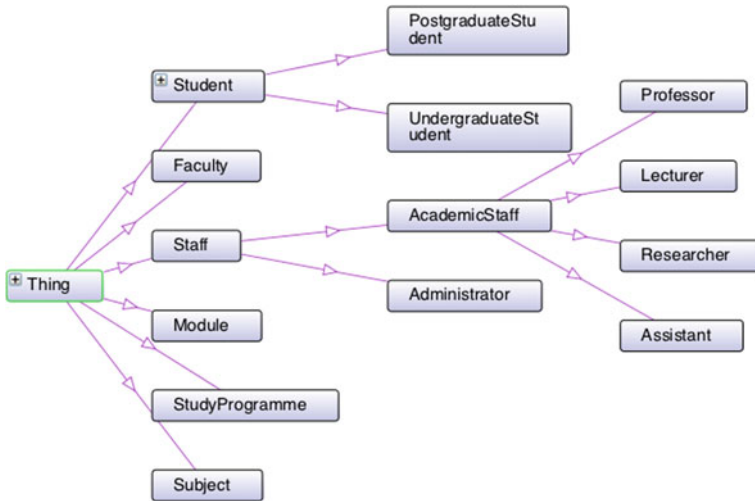 PostgraduateStu
dent
Student
Professor
UndergraduateSt
udent
Faculty
Lecturer
AcademicStaff
Staff
Researcher
Thing
Administrator
Module
Assistant
StudyProgramme
Subject